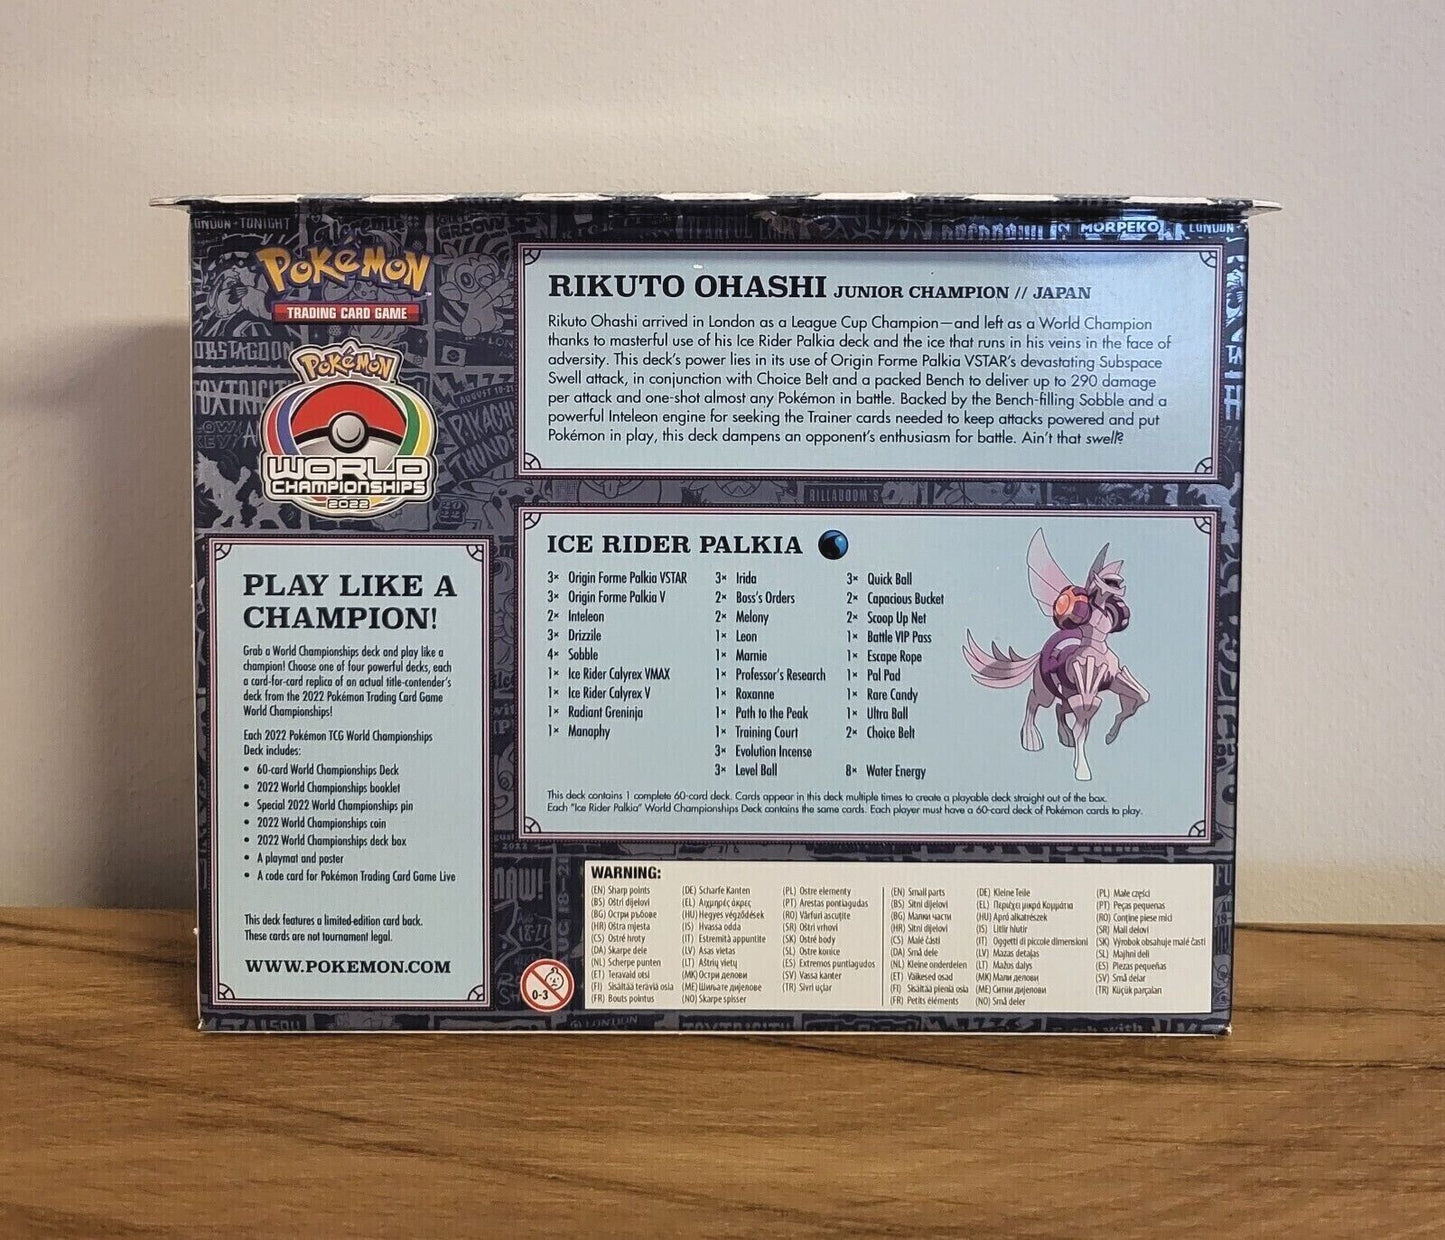 LONDON • TONIGHT
GROOVY
MORPEKO
LONDON
POKéMON
TRADING CARD GAME
OBSTAGOON
TOXTRICITY
AUGUST 18-21
PIKACHU
THUNDER
POKéMON
WORLD
CHAMPIONSHIPS
2022
RIKUTO OHASHI JUNIOR CHAMPION // JAPAN
Rikuto Ohashi arrived in London as a League Cup Champion—and left as a World Champion
thanks to masterful use of his Ice Rider Palkia deck and the ice that runs in his veins in the face of
adversity. This deck's power lies in its use of Origin Forme Palkia VSTAR's devastating Subspace
Swell attack, in conjunction with Choice Belt and a packed Bench to deliver up to 290 damage
per attack and one-shot almost any Pokémon in battle. Backed by the Bench-filling Sobble and a
powerful Inteleon engine for seeking the Trainer cards needed to keep attacks powered and put
Pokémon in play, this deck dampens an opponent's enthusiasm for battle. Ain't that swell?
RILLABOOM'S
PLAY LIKE A
CHAMPION!
Grab a World Championships deck and play like a
champion! Choose one of four powerful decks, each
a card-for-card replica of an actual title-contender's
deck from the 2022 Pokémon Trading Card Game
World Championships!
Each 2022 Pokémon TCG World Championships
Deck includes:
• 60-card World Championships Deck
• 2022 World Championships booklet
• Special 2022 World Championships pin
• 2022 World Championships coin
• 2022 World Championships deck box
• A playmat and poster
• A code card for Pokémon Trading Card Game Live
This deck features a limited-edition card back.
These cards are not tournament legal.
WWW.POKEMON.COM
ICE RIDER PALKIA
3× Origin Forme Palkia VSTAR
3× Origin Forme Palkia V
2× Inteleon
3× Drizzile
4× Sobble
1× Ice Rider Calyrex VMAX
1× Ice Rider Calyrex V
1× Radiant Greninja
1× Manaphy
3× Irida
2× Boss's Orders
2× Melony
1× Leon
1× Marnie
1× Professor's Research
1× Roxanne
1× Path to the Peak
1× Training Court
3× Evolution Incense
3× Level Ball
3× Quick Ball
2× Capacious Bucket
2× Scoop Up Net
1× Battle VIP Pass
1× Escape Rope
1× Pal Pad
1× Rare Candy
1× Ultra Ball
2× Choice Belt
8× Water Energy
This deck contains 1 complete 60-card deck. Cards appear in this deck multiple times to create a playable deck straight out of the box.
Each "Ice Rider Palkia" World Championships Deck contains the same cards. Each player must have a 60-card deck of Pokémon cards to play.
0-3
WARNING:
(EN) Sharp points
(BS) Oštri dijelovi
(BG) Остри ръбове
(HR) Oštra mjesta
(CS) Ostré hroty
(DA) Skarpe dele
(NL) Scherpe punten
(ET) Teravald otsi
(FI) Sisältää teräviä osia
(FR) Bouts pointus
(DE) Scharfe Kanten
(EL) Αιχμηρές άκρες
(HU) Hegyes végződések
(IS) Hvassa odda
(IT) Estremità appuntite
(LV) Asas vietas
(LT) Aštrių vietų
(MK) Остри делови
(ME) Шиљате дијелове
(NO) Skarpe spisser
(PL) Ostre elementy
(PT) Arestas pontiagudas
(RO) Vârfuri ascuțite
(SR) Oštri vrhovi
(SK) Ostré body
(SL) Ostre konice
(ES) Extremos puntiagudos
(SV) Vassa kanter
(TR) Sivri uçlar
(EN) Small parts
(BS) Sitni dijelovi
(BG) Малки части
(HR) Sitni dijelovi
(CS) Malé části
(DA) Små dele
(NL) Kleine onderdelen
(ET) Väikesed osad
(FI) Sisältää pieniä osia
(FR) Petits éléments
(DE) Kleine Teile
(EL) Περιέχει μικρά Κομμάτια
(HU) Apró alkatrészek
(IS) Litlir hlutir
(IT) Oggetti di piccole dimensioni
(LV) Mazas detaļas
(LT) Mažos dalys
(MK) Мали делови
(ME) Ситни дијелови
(NO) Små deler
(PL) Małe części
(PT) Peças pequenas
(RO) Conține piese mici
(SR) Mali delovi
(SK) Výrobok obsahuje malé časti
(SL) Majhni deli
(ES) Piezas pequeñas
(SV) Små delar
(TR) Küçük parçaları